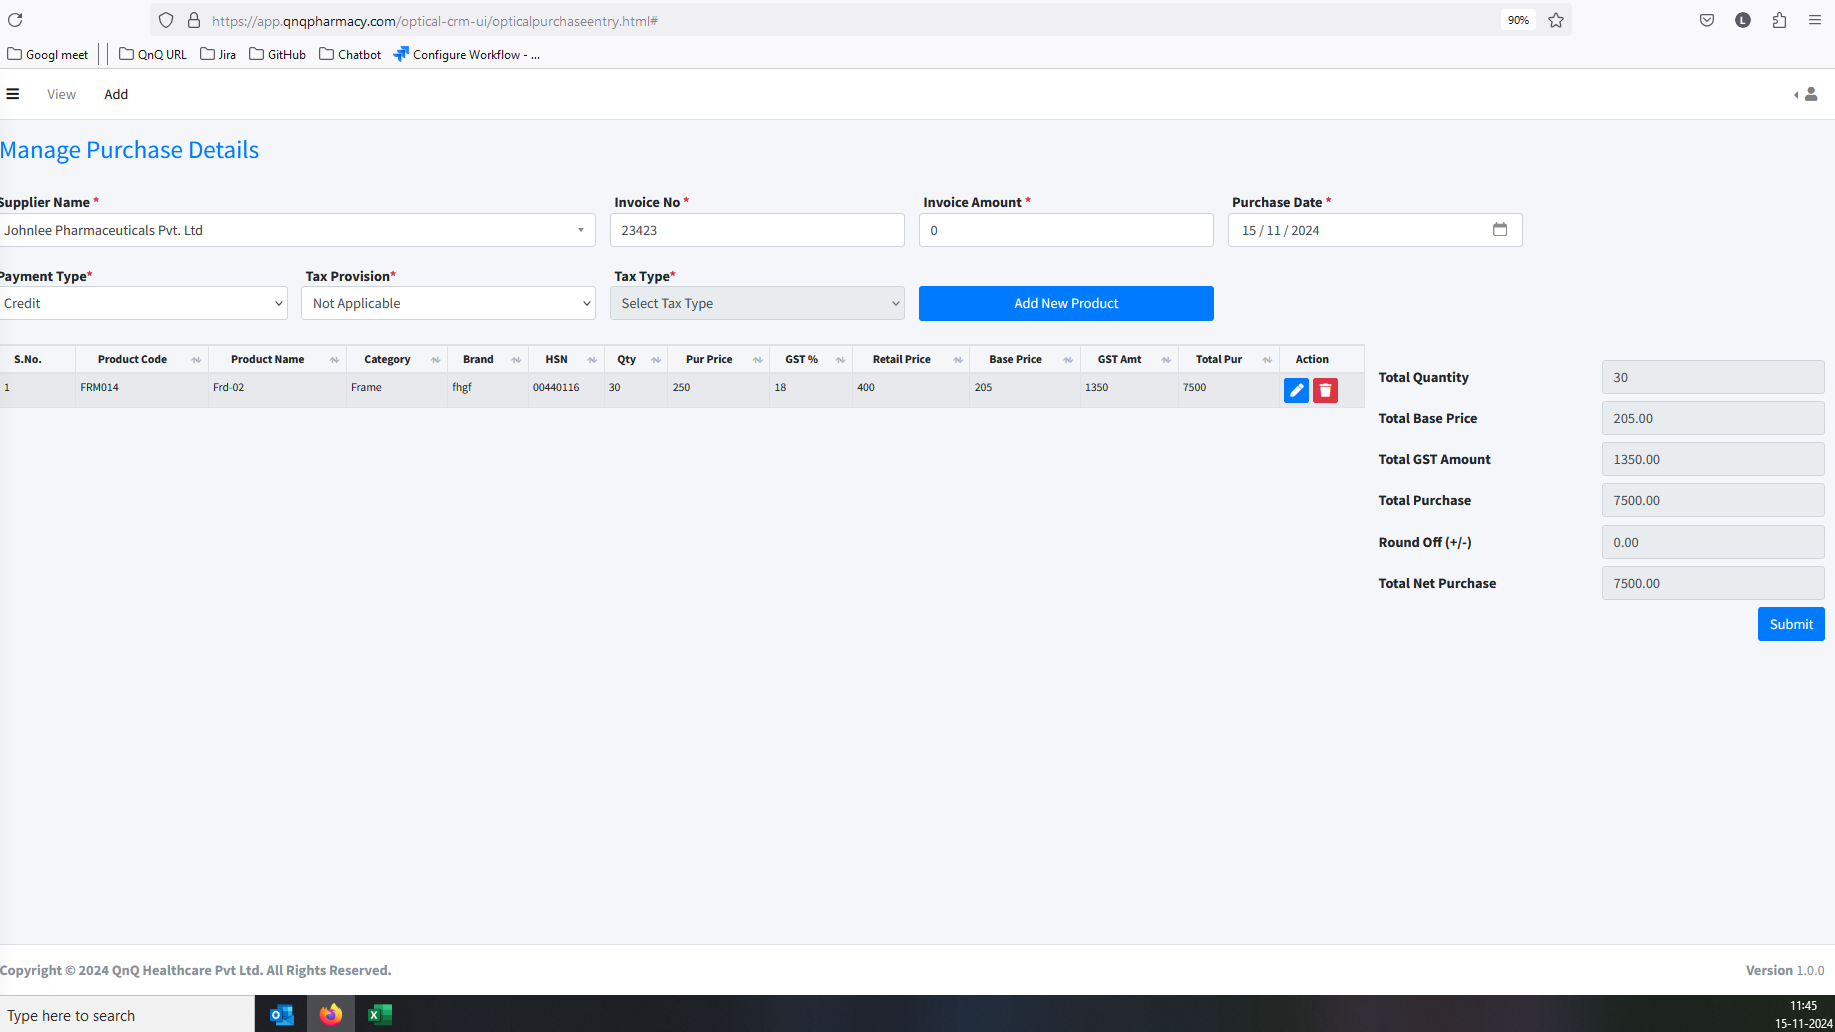 https://app.qnqpharmacy.com/optical-crm-ui/opticalpurchaseentry.html#
90%
L
Googl meet
QnQ URL
Jira
GitHub
Chatbot
Configure Workflow - ...
View
Add
Manage Purchase Details
Supplier Name *
Invoice No *
Invoice Amount *
Purchase Date *
Johnlee Pharmaceuticals Pvt. Ltd
23423
0
15 / 11 / 2024
Payment Type*
Tax Provision*
Tax Type*
Credit
Not Applicable
Select Tax Type
Add New Product
S.No. Product Code Product Name Category Brand HSN Qty Pur Price GST % Retail Price Base Price GST Amt Total Pur Action
1 FRM014 Frd-02 Frame fhgf 00440116 30 250 18 400 205 1350 7500
Total Quantity 30
Total Base Price 205.00
Total GST Amount 1350.00
Total Purchase 7500.00
Round Off (+/-) 0.00
Total Net Purchase 7500.00
Submit
Copyright © 2024 QnQ Healthcare Pvt Ltd. All Rights Reserved.
Version 1.0.0
Type here to search
11:45
15-11-2024